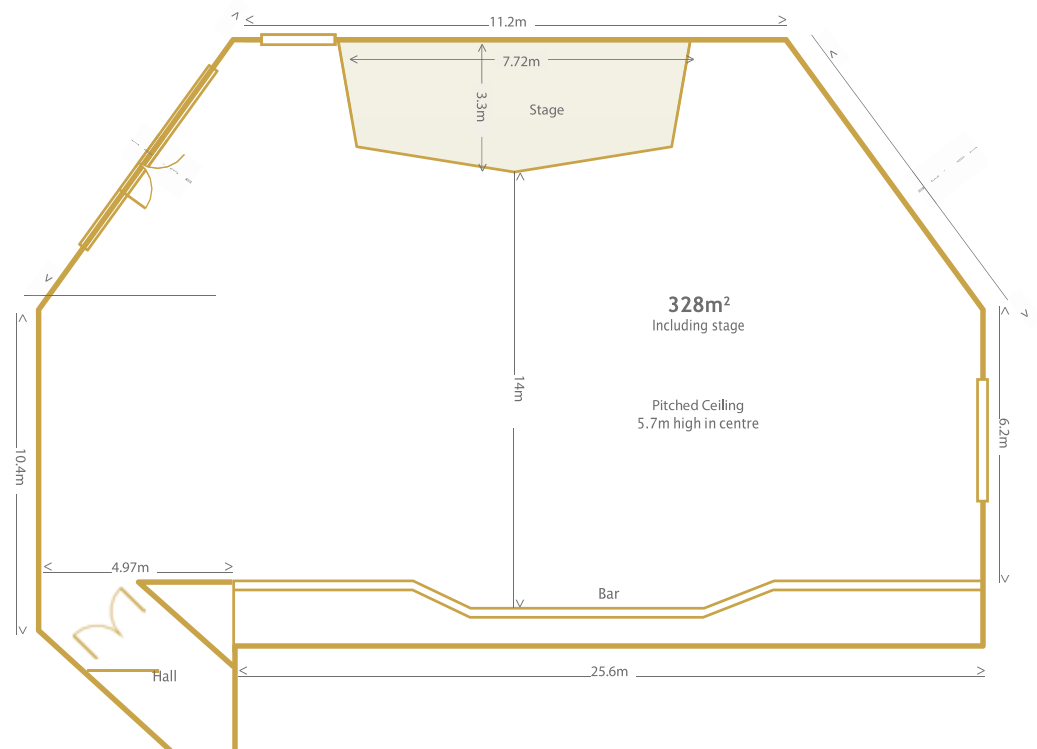 11.2m
7.72m
3.3m
Stage
328m²
Including stage
14m
Pitched Ceiling
5.7m high in centre
6.2m
10.4m
4.97m
Bar
Hall
25.6m